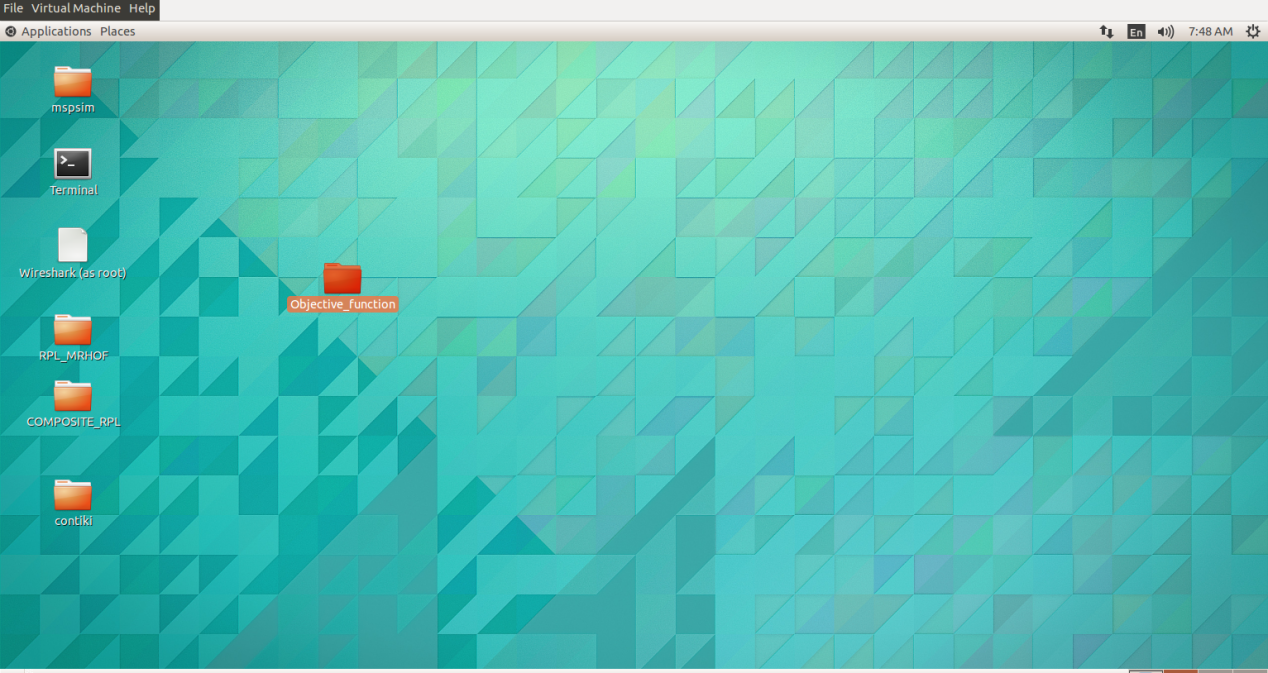 File Virtual Machine Help
Applications Places
En
7:48 AM
mspsim
Terminal
Wireshark (as root)
Objective_function
RPL_MRHOF
COMPOSITE_RPL
contiki